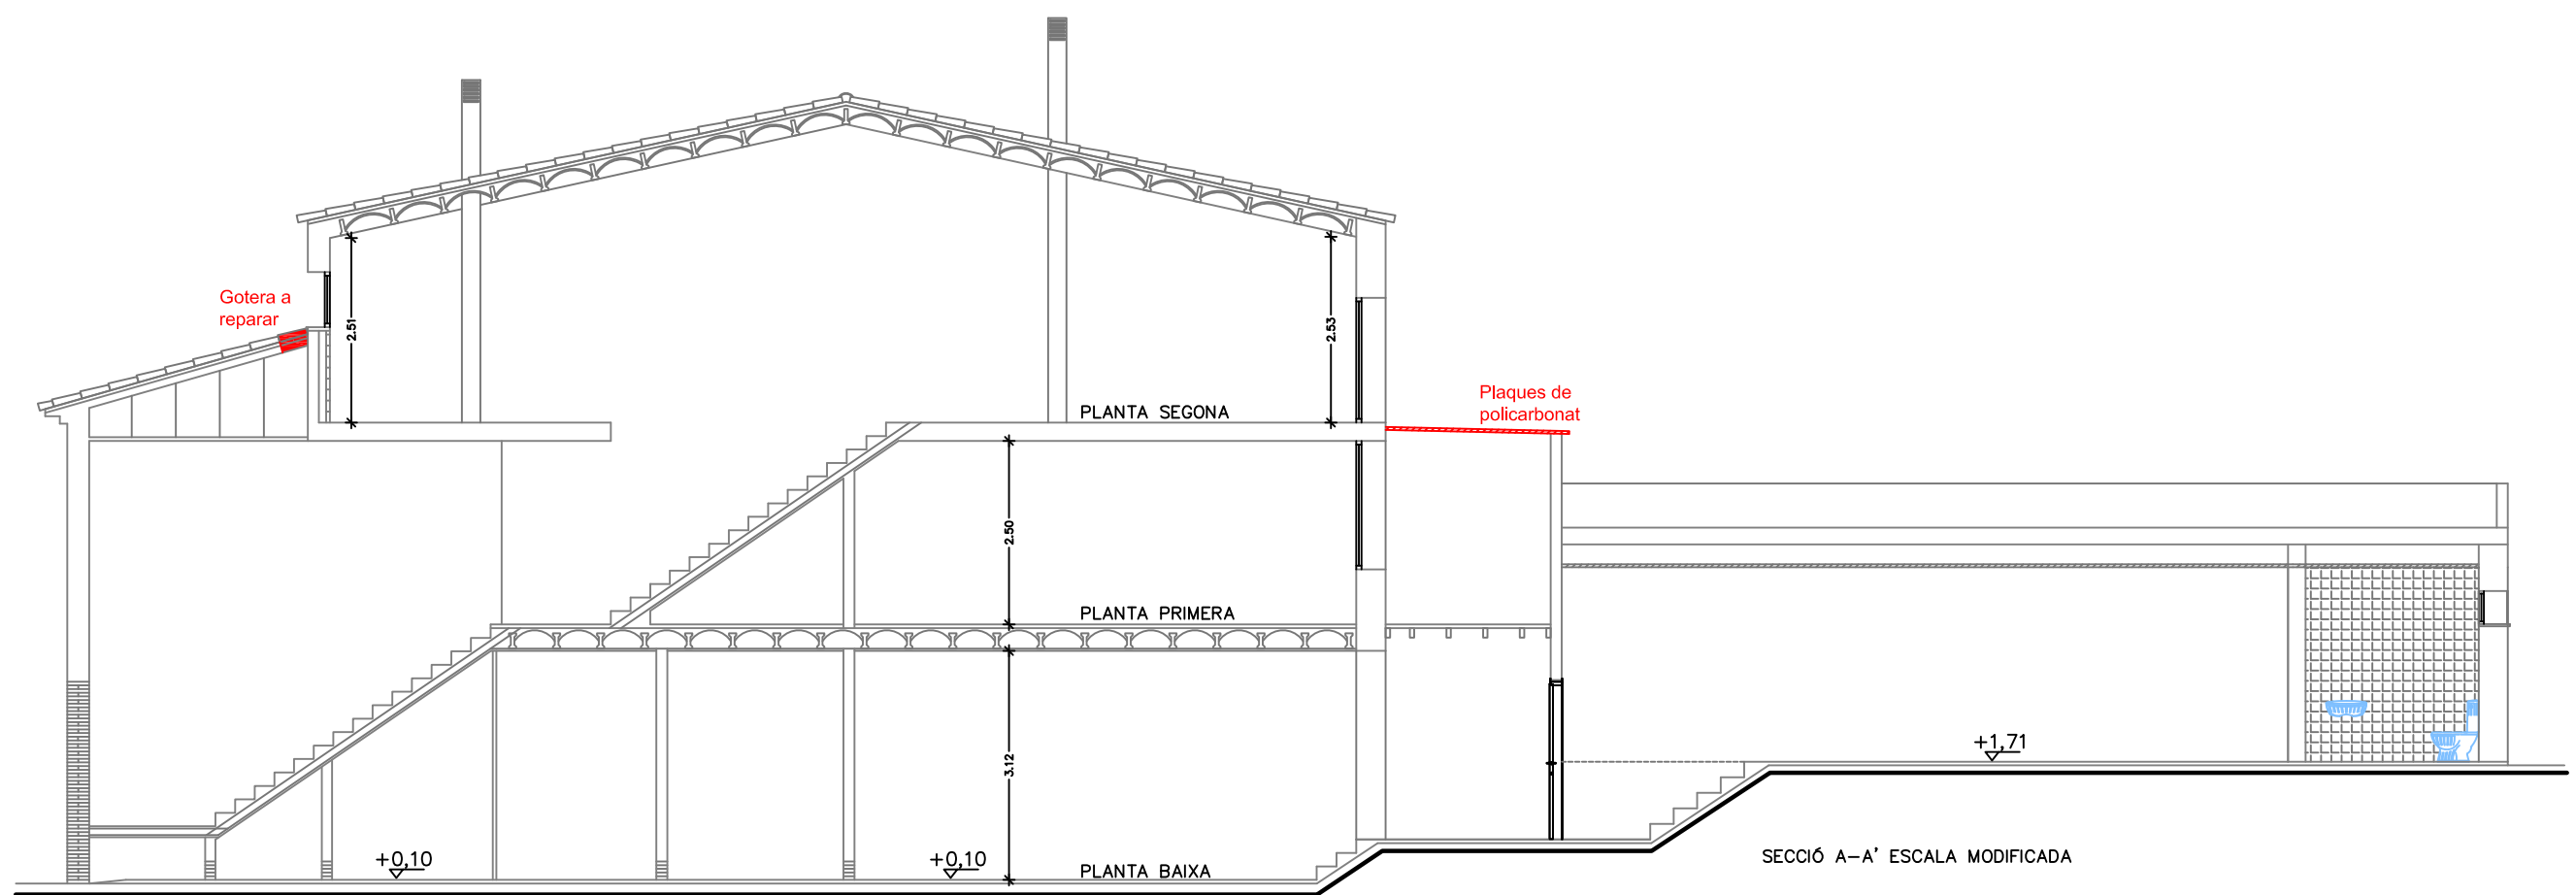 Gotera a
reparar
2.51
2.53
Plaques de
policarbonat
PLANTA SEGONA
2.50
PLANTA PRIMERA
3.12
+1,71
+0,10
+0,10
PLANTA BAIXA
SECCIÓ A-A' ESCALA MODIFICADA